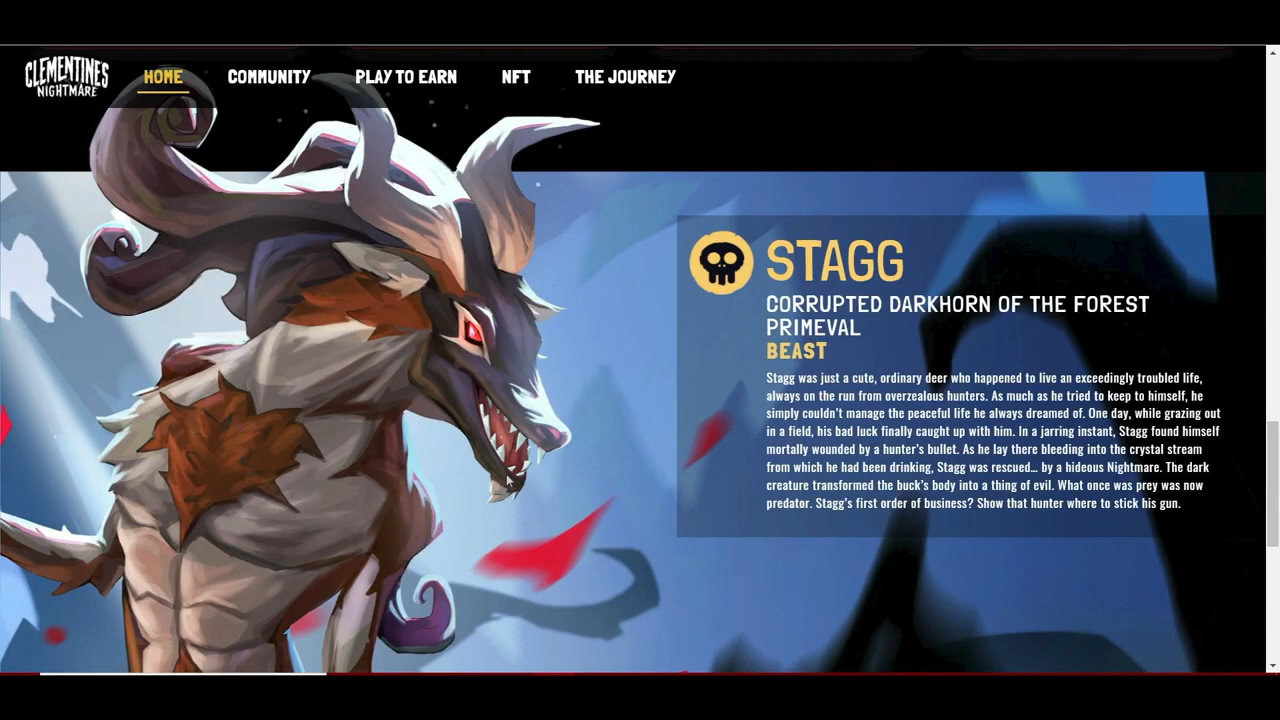 CLEMENTINES
NIGHTMARE
HOME
COMMUNITY
PLAY TO EARN
NFT
THE JOURNEY
STAGG
CORRUPTED DARKHORN OF THE FOREST
PRIMEVAL
BEAST
Stagg was just a cute, ordinary deer who happened to live an exceedingly troubled life,
always on the run from overzealous hunters. As much as he tried to keep to himself, he
simply couldn't manage the peaceful life he always dreamed of. One day, while grazing out
in a field, his bad luck finally caught up with him. In a jarring instant, Stagg found himself
mortally wounded by a hunter's bullet. As he lay there bleeding into the crystal stream
from which he had been drinking, Stagg was rescued… by a hideous Nightmare. The dark
creature transformed the buck's body into a thing of evil. What once was prey was now
predator. Stagg's first order of business? Show that hunter where to stick his gun.